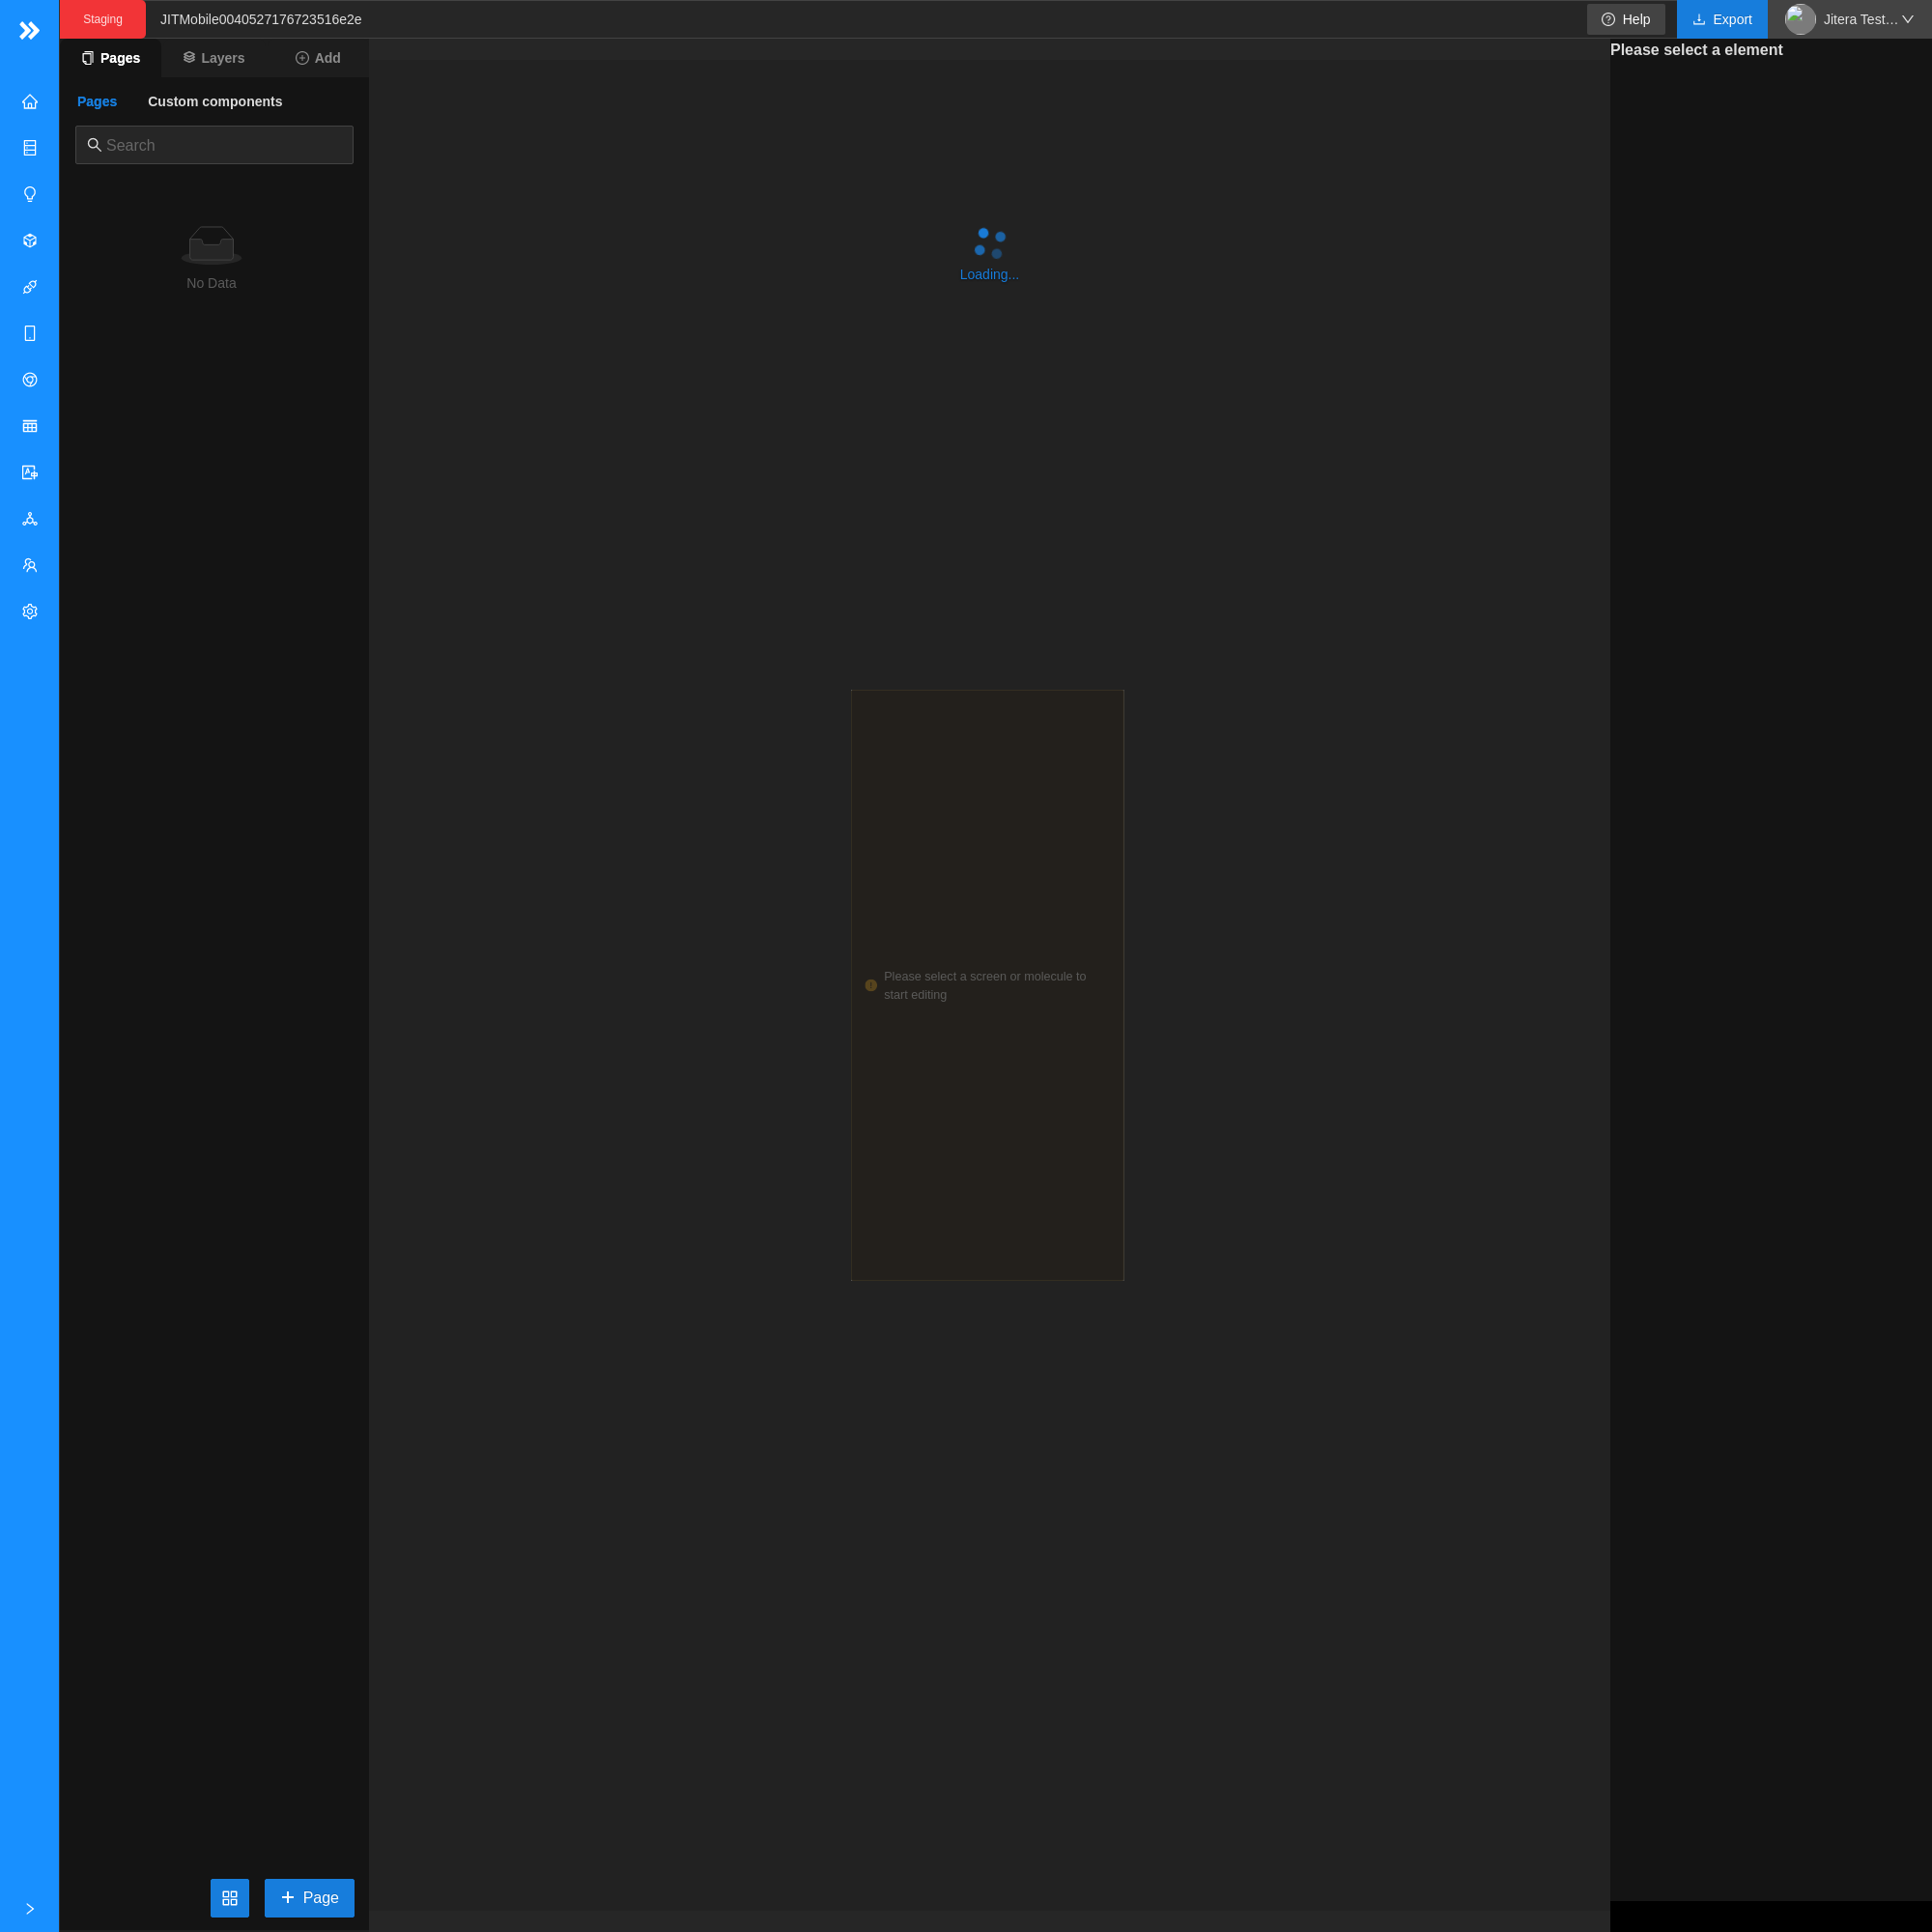 Staging
JITMobile0040527176723516e2e
Help
Export
Jitera Test...
Pages
Layers
Add
Please select a element
Pages
Custom components
Search
No Data
Loading...
Please select a screen or molecule to
start editing
Page